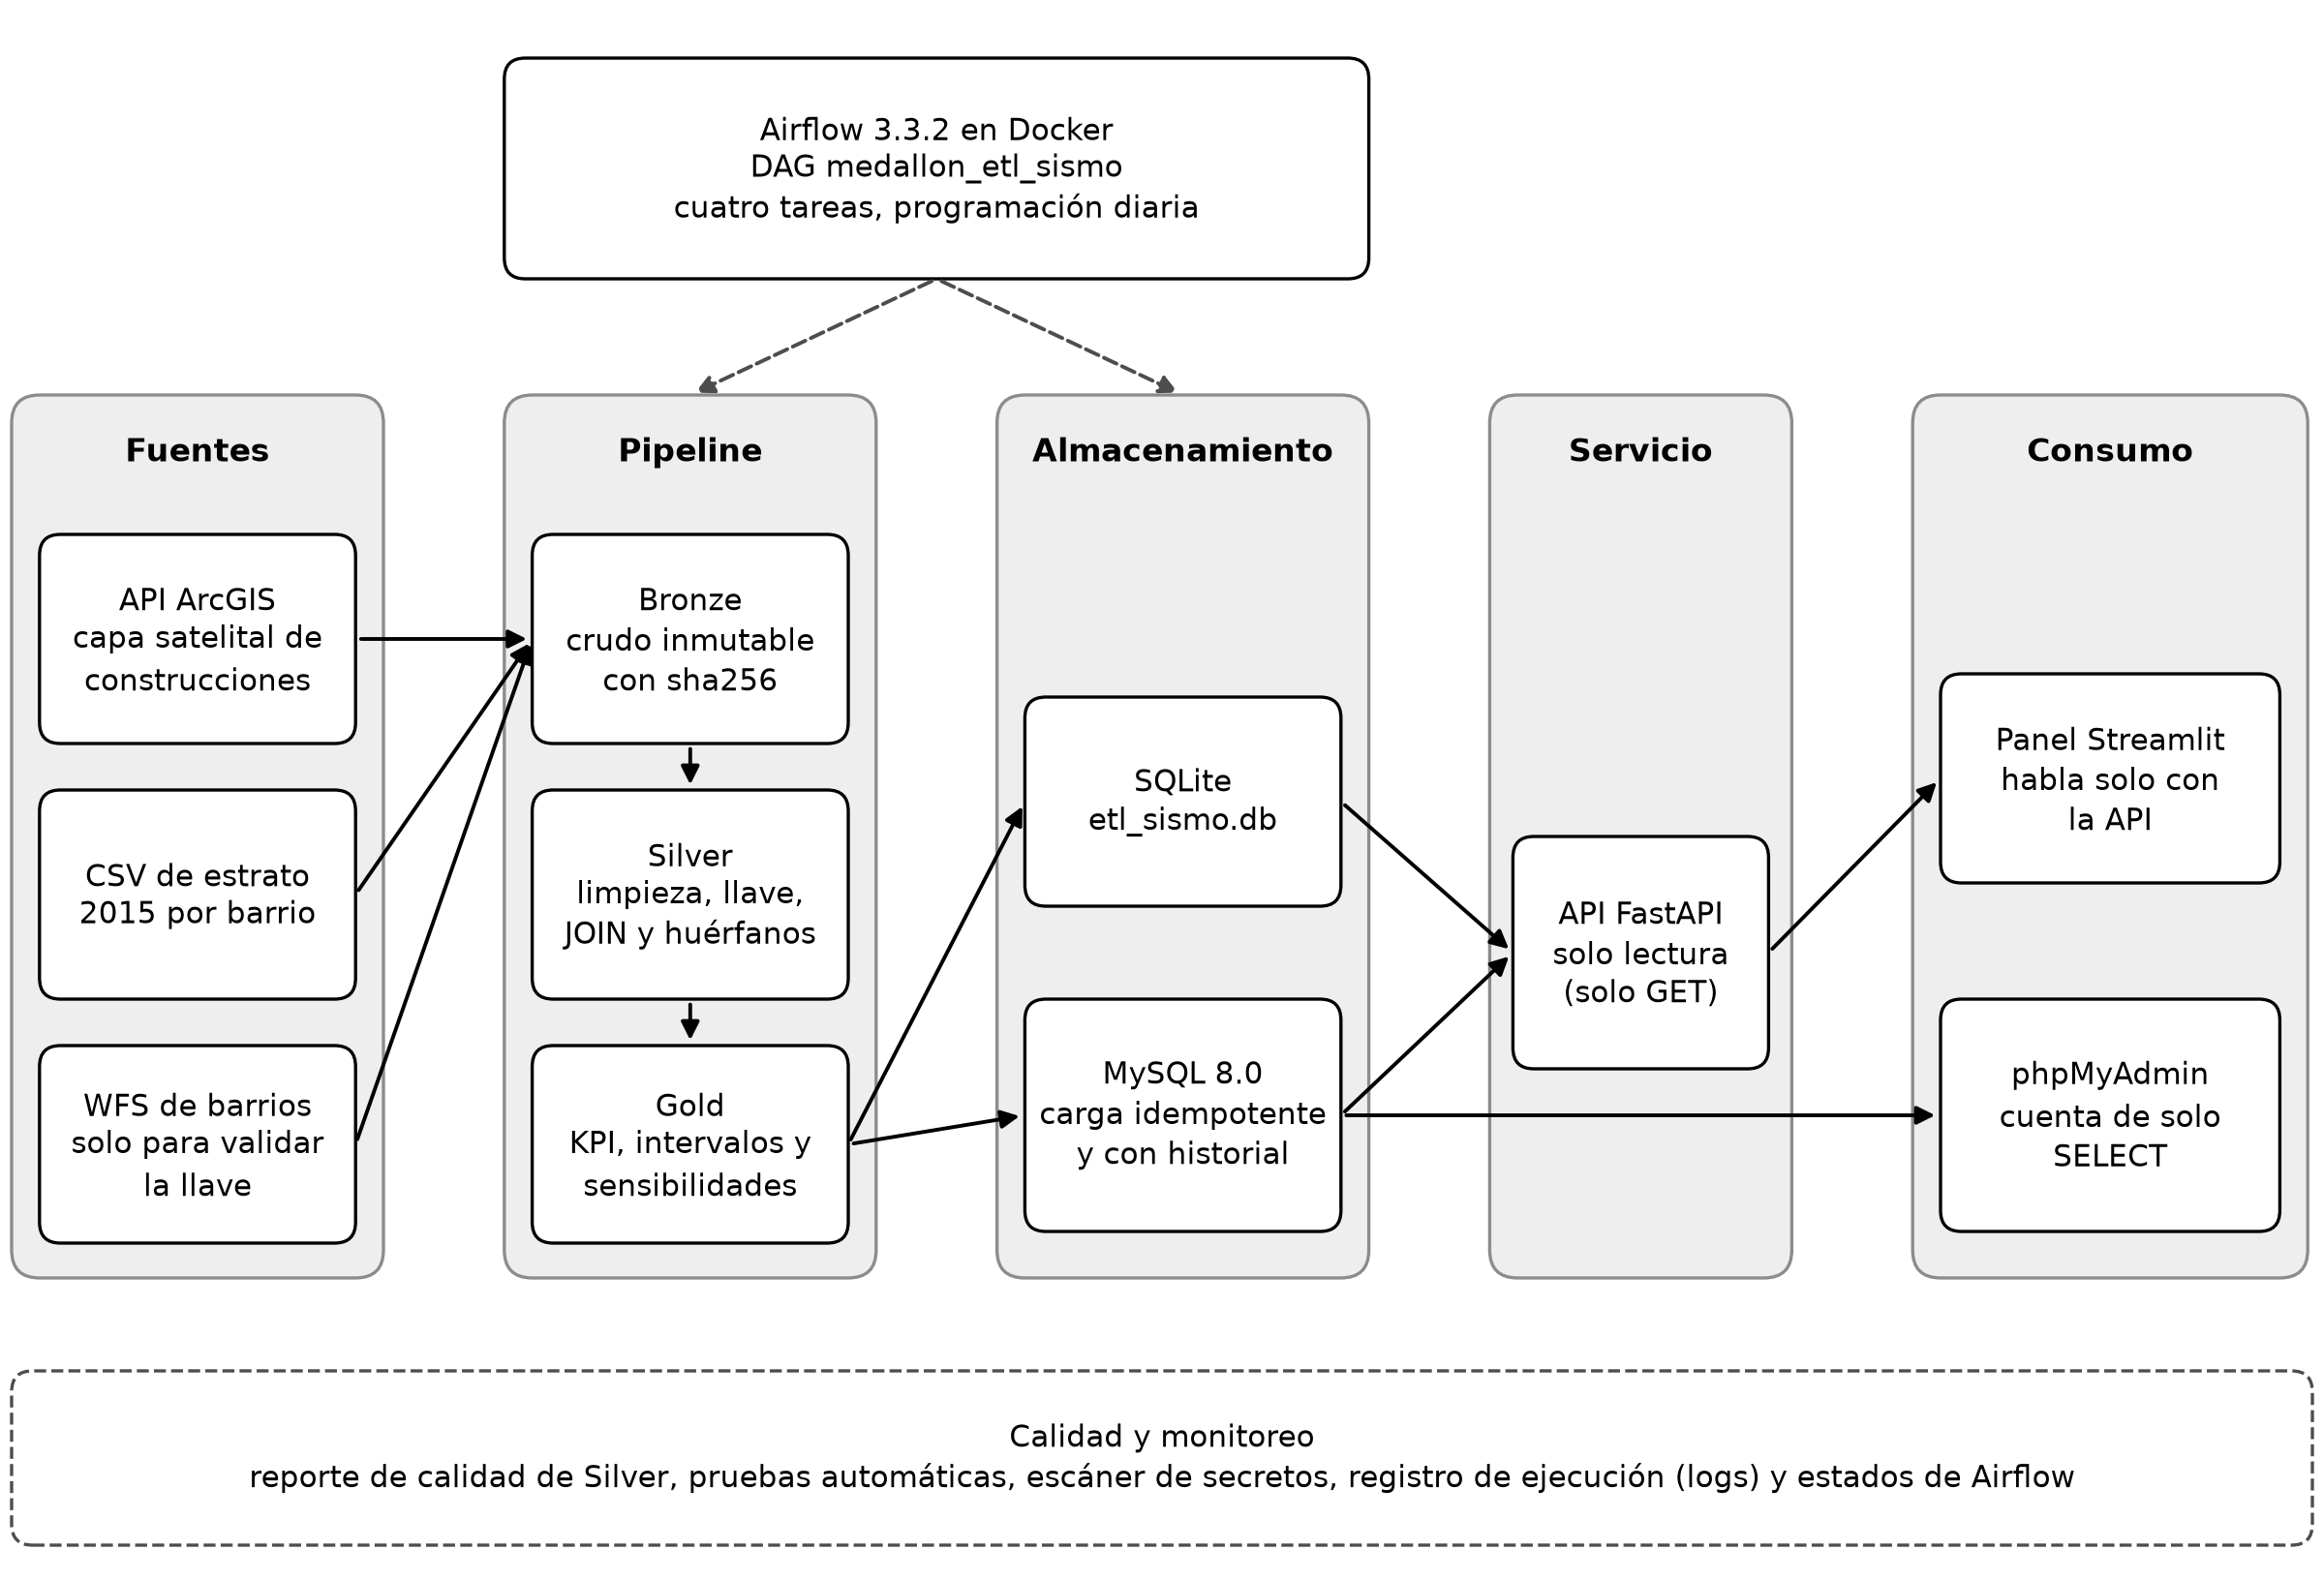 Airflow 3.3.2 en Docker
DAG medallon_etl_sismo
cuatro tareas, programación diaria
Fuentes
API ArcGIS
capa satelital de
construcciones
CSV de estrato
2015 por barrio
WFS de barrios
solo para validar
la llave
Pipeline
Bronze
crudo inmutable
con sha256
Silver
limpieza, llave,
JOIN y huérfanos
Gold
KPI, intervalos y
sensibilidades
Almacenamiento
SQLite
etl_sismo.db
MySQL 8.0
carga idempotente
y con historial
Servicio
API FastAPI
solo lectura
(solo GET)
Consumo
Panel Streamlit
habla solo con
la API
phpMyAdmin
cuenta de solo
SELECT
Calidad y monitoreo
reporte de calidad de Silver, pruebas automáticas, escáner de secretos, registro de ejecución (logs) y estados de Airflow